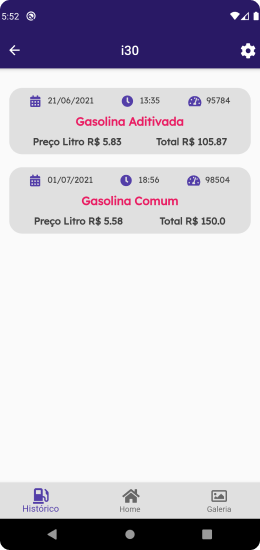 5:52
i30
21/06/2021 13:35 95784
Gasolina Aditivada
Preço Litro R$ 5.83 Total R$ 105.87
01/07/2021 18:56 98504
Gasolina Comum
Preço Litro R$ 5.58 Total R$ 150.0
Histórico Home Galeria